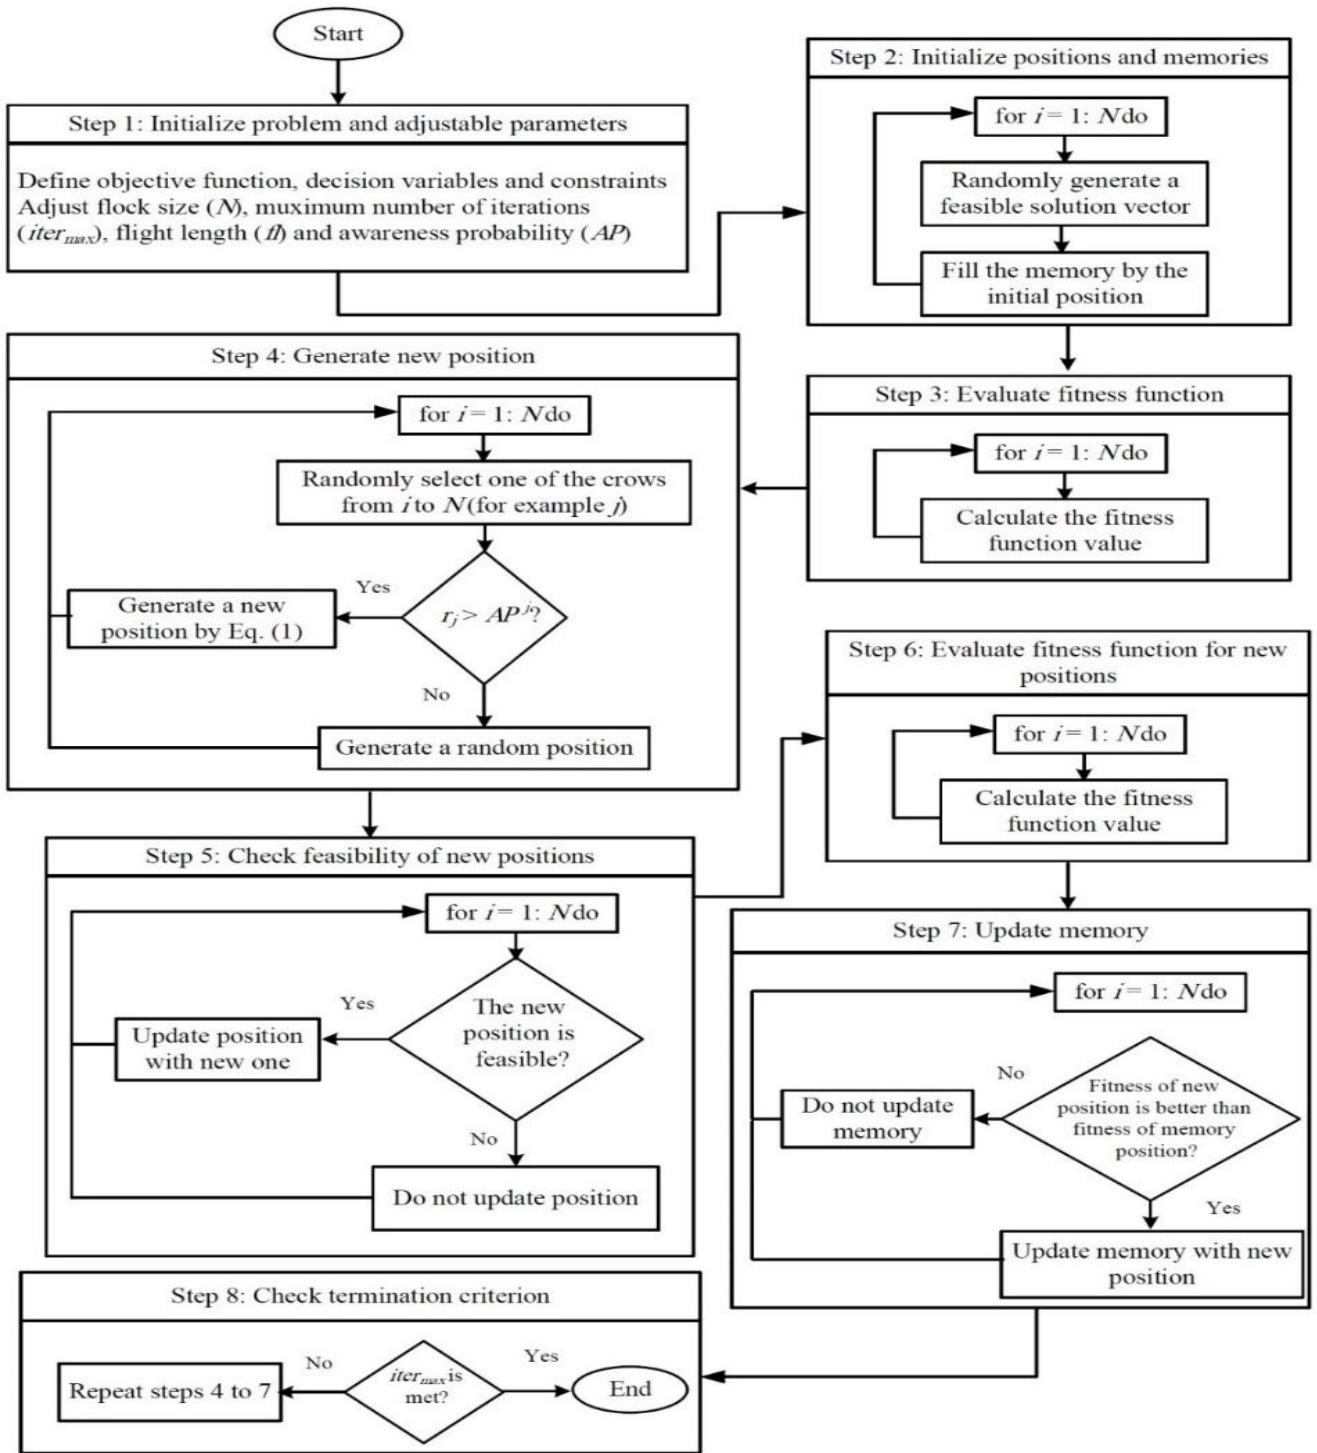 Start
Step 1: Initialize problem and adjustable parameters
Define objective function, decision variables and constraints
Adjust flock size (N), muximum number of iterations
(iter_max), flight length (fl) and awareness probability (AP)
Step 2: Initialize positions and memories
for i = 1: N do
Randomly generate a
feasible solution vector
Fill the memory by the
initial position
Step 3: Evaluate fitness function
for i = 1: N do
Calculate the fitness
function value
Step 4: Generate new position
for i = 1: N do
Randomly select one of the crows
from i to N (for example j)
r_j > AP^j?
Yes
Generate a new
position by Eq. (1)
No
Generate a random position
Step 5: Check feasibility of new positions
for i = 1: N do
The new
position is
feasible?
Yes
Update position
with new one
No
Do not update position
Step 6: Evaluate fitness function for new
positions
for i = 1: N do
Calculate the fitness
function value
Step 7: Update memory
for i = 1: N do
Fitness of new
position is better than
fitness of memory
position?
No
Do not update
memory
Yes
Update memory with new
position
Step 8: Check termination criterion
iter_max is
met?
No
Repeat steps 4 to 7
Yes
End